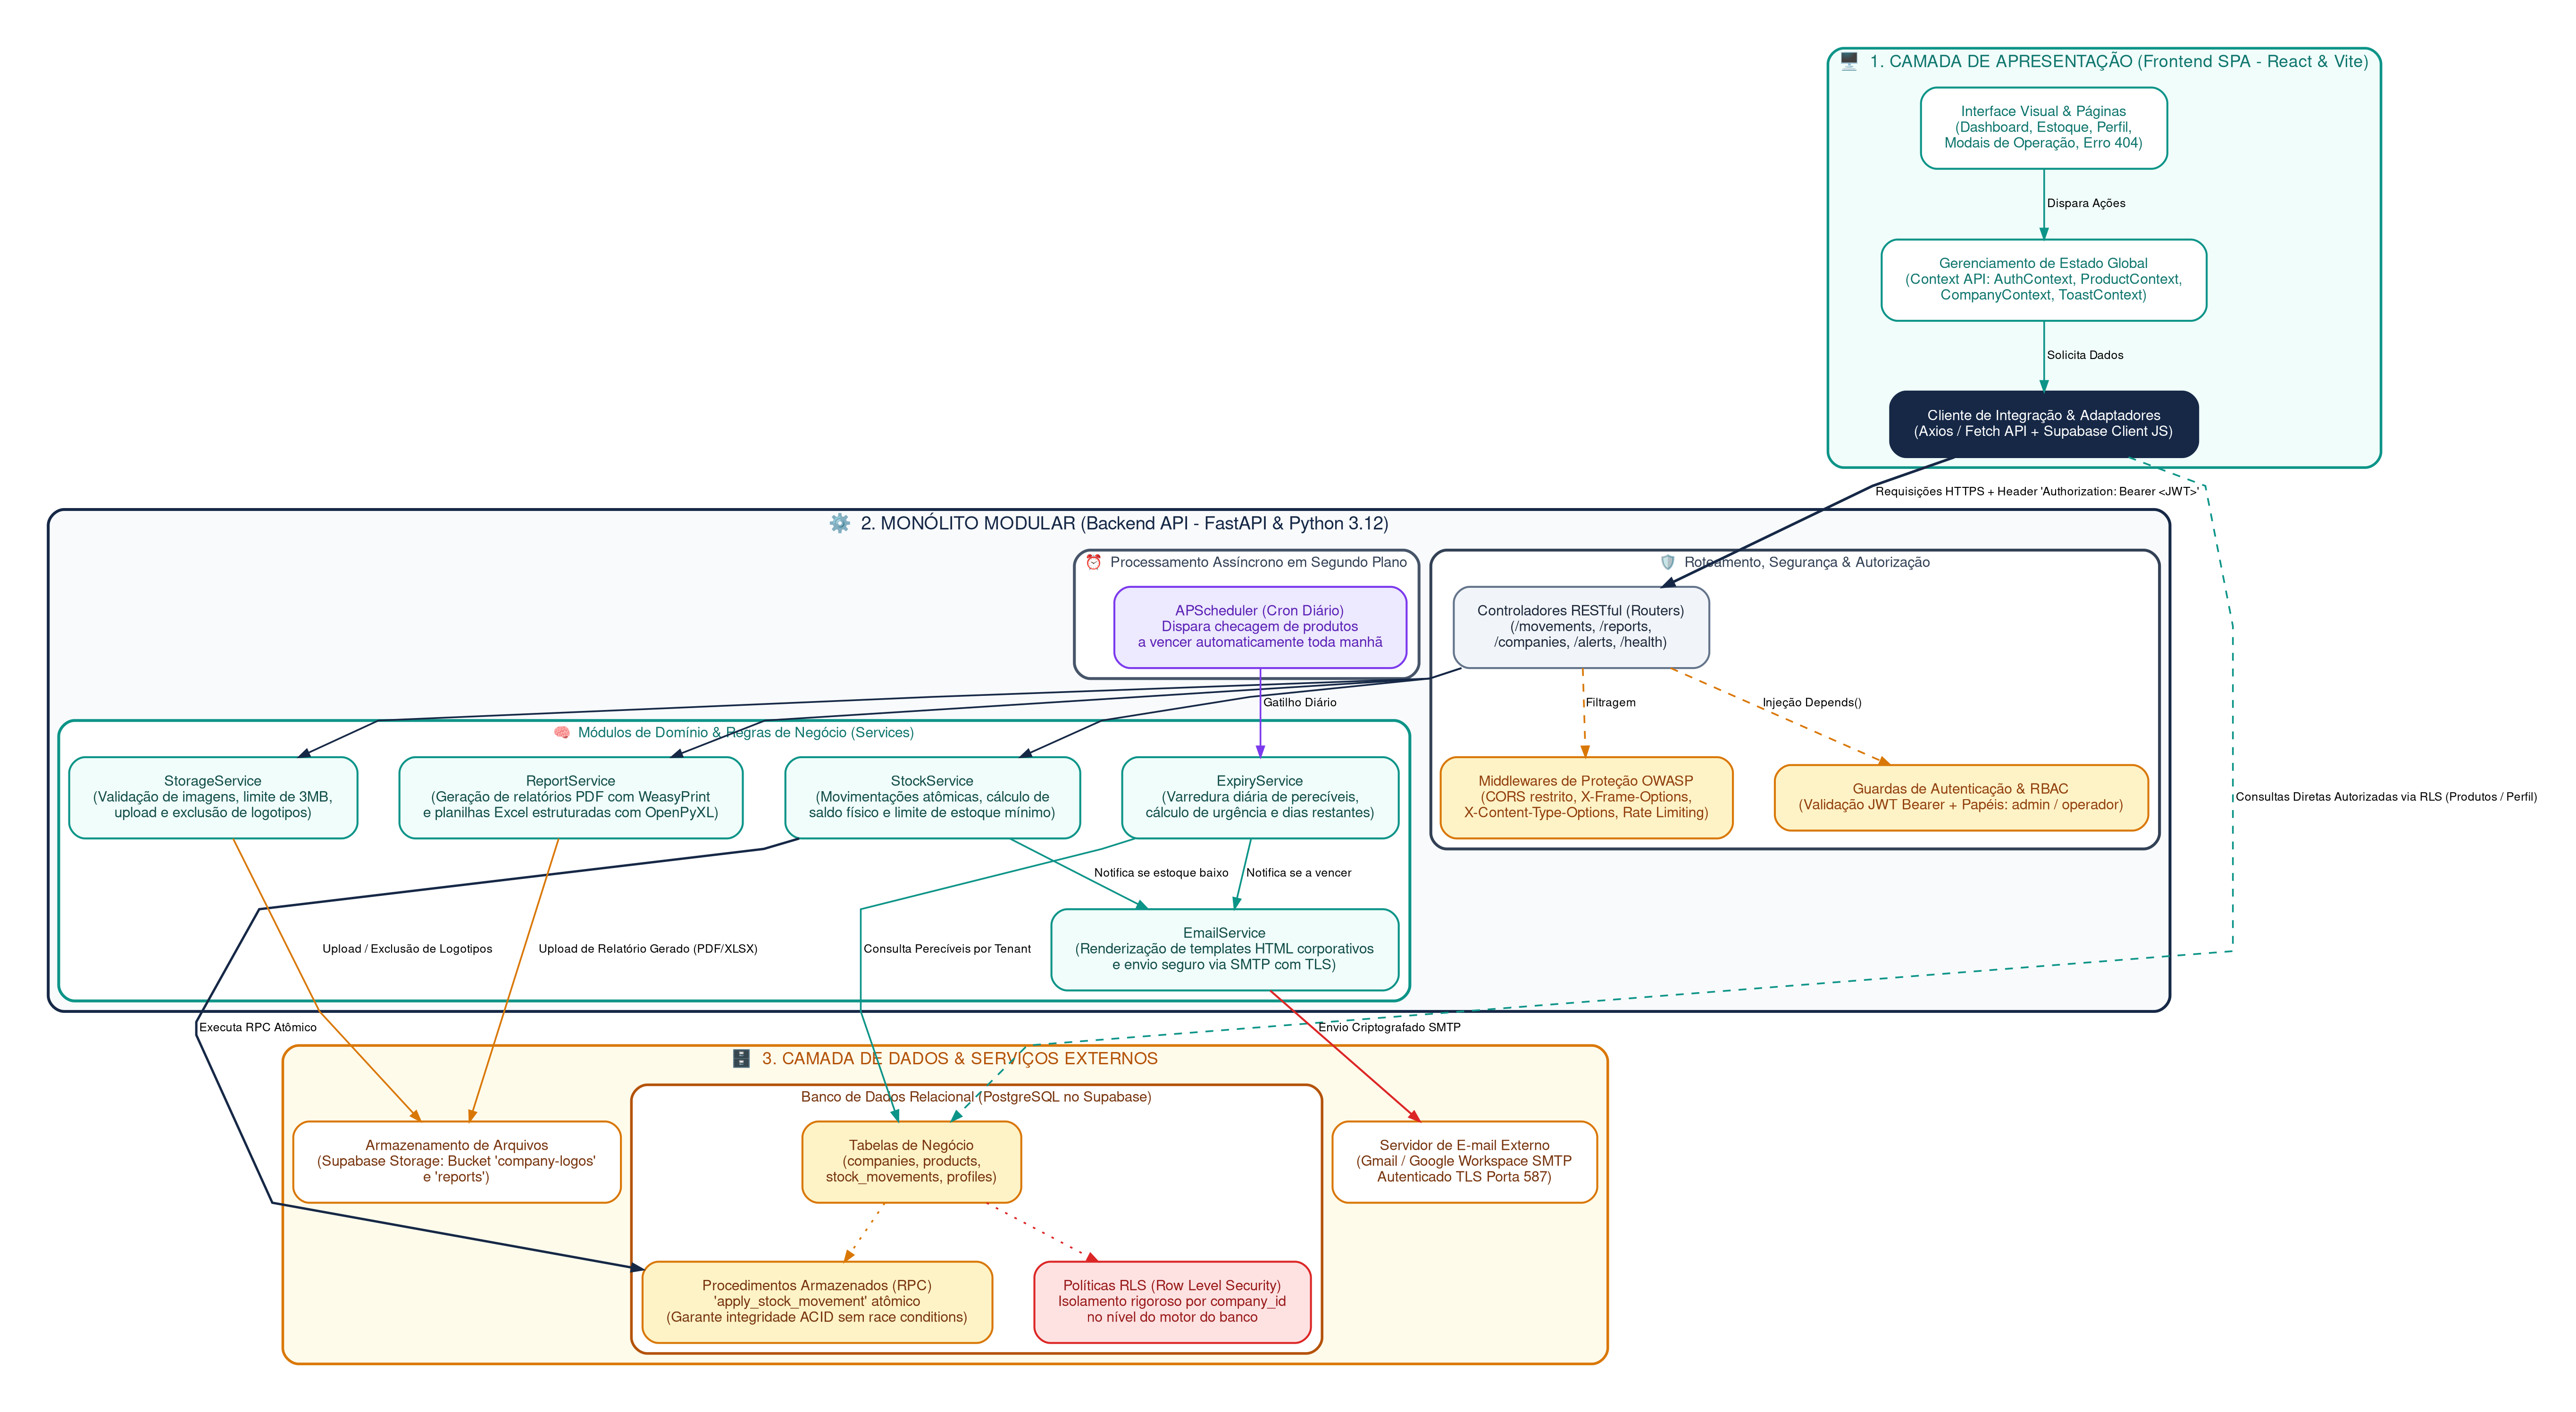 1. CAMADA DE APRESENTAÇÃO (Frontend SPA - React & Vite)
Interface Visual & Páginas
(Dashboard, Estoque, Perfil,
Modais de Operação, Erro 404)
Dispara Ações
Gerenciamento de Estado Global
(Context API: AuthContext, ProductContext,
CompanyContext, ToastContext)
Solicita Dados
Cliente de Integração & Adaptadores
(Axios / Fetch API + Supabase Client JS)
Requisições HTTPS + Header 'Authorization: Bearer <JWT>'
2. MONÓLITO MODULAR (Backend API - FastAPI & Python 3.12)
Processamento Assíncrono em Segundo Plano
APScheduler (Cron Diário)
Dispara checagem de produtos
a vencer automaticamente toda manhã
Roteamento, Segurança & Autorização
Controladores RESTful (Routers)
(/movements, /reports,
/companies, /alerts, /health)
Gatilho Diário
Filtragem
Injeção Depends()
Módulos de Domínio & Regras de Negócio (Services)
StorageService
(Validação de imagens, limite de 3MB,
upload e exclusão de logotipos)
ReportService
(Geração de relatórios PDF com WeasyPrint
e planilhas Excel estruturadas com OpenPyXL)
StockService
(Movimentações atômicas, cálculo de
saldo físico e limite de estoque mínimo)
ExpiryService
(Varredura diária de perecíveis,
cálculo de urgência e dias restantes)
Middlewares de Proteção OWASP
(CORS restrito, X-Frame-Options,
X-Content-Type-Options, Rate Limiting)
Guardas de Autenticação & RBAC
(Validação JWT Bearer + Papéis: admin / operador)
Consultas Diretas Autorizadas via RLS (Produtos / Perfil)
Notifica se estoque baixo
Notifica se a vencer
Upload / Exclusão de Logotipos
Upload de Relatório Gerado (PDF/XLSX)
Consulta Perecíveis por Tenant
EmailService
(Renderização de templates HTML corporativos
e envio seguro via SMTP com TLS)
Executa RPC Atômico
Envio Criptografado SMTP
3. CAMADA DE DADOS & SERVIÇOS EXTERNOS
Banco de Dados Relacional (PostgreSQL no Supabase)
Armazenamento de Arquivos
(Supabase Storage: Bucket 'company-logos'
e 'reports')
Tabelas de Negócio
(companies, products,
stock_movements, profiles)
Servidor de E-mail Externo
(Gmail / Google Workspace SMTP
Autenticado TLS Porta 587)
Procedimentos Armazenados (RPC)
'apply_stock_movement' atômico
(Garante integridade ACID sem race conditions)
Políticas RLS (Row Level Security)
Isolamento rigoroso por company_id
no nível do motor do banco